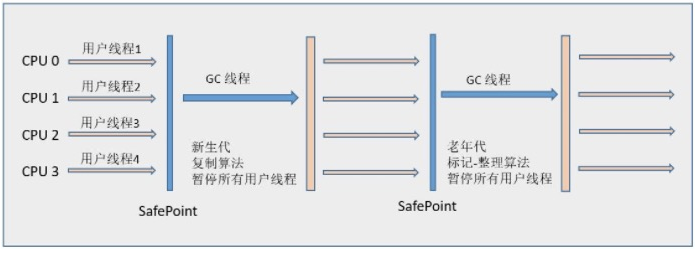 CPU 0 用户线程1
CPU 1 用户线程2
CPU 2 用户线程3
CPU 3 用户线程4
GC 线程
新生代
复制算法
暂停所有用户线程
SafePoint
GC 线程
老年代
标记-整理算法
暂停所有用户线程
SafePoint